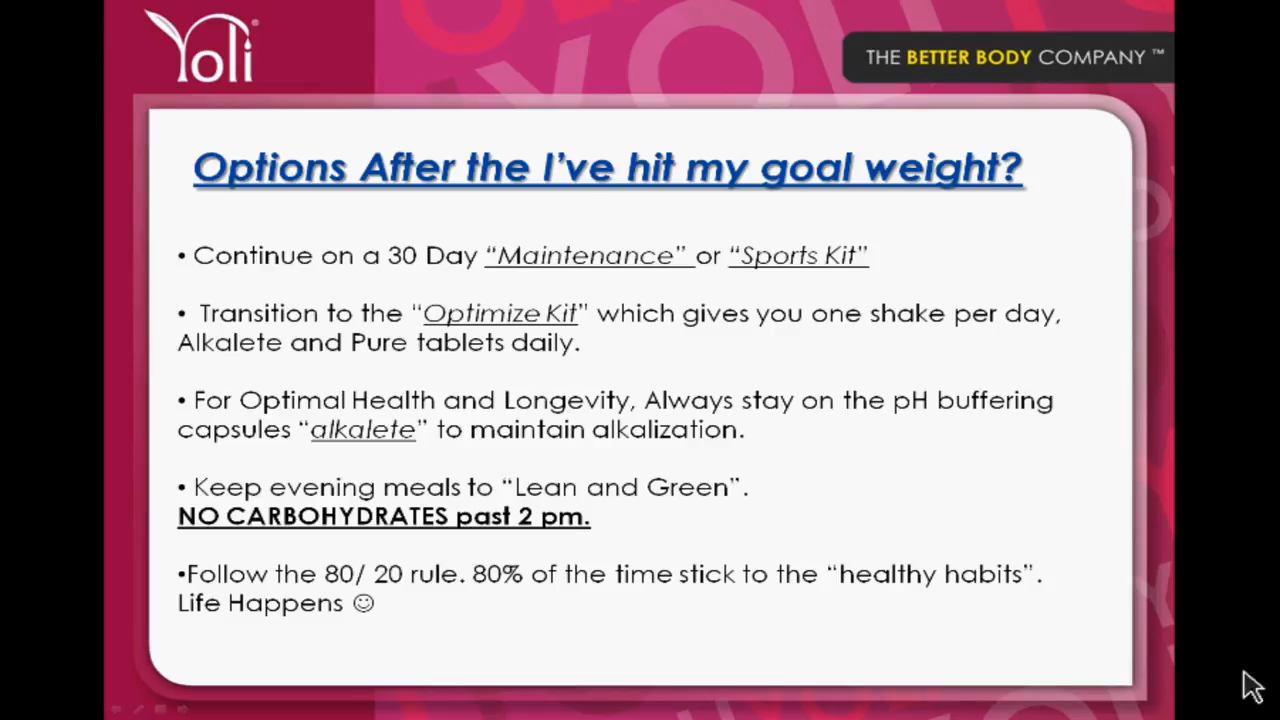 Yoli®
THE BETTER BODY COMPANY ™
Options After the I’ve hit my goal weight?
• Continue on a 30 Day “Maintenance” or “Sports Kit”
• Transition to the “Optimize Kit” which gives you one shake per day,
Alkalete and Pure tablets daily.
• For Optimal Health and Longevity, Always stay on the pH buffering
capsules “alkalete” to maintain alkalization.
• Keep evening meals to “Lean and Green”.
NO CARBOHYDRATES past 2 pm.
•Follow the 80/ 20 rule. 80% of the time stick to the “healthy habits”.
Life Happens ☺